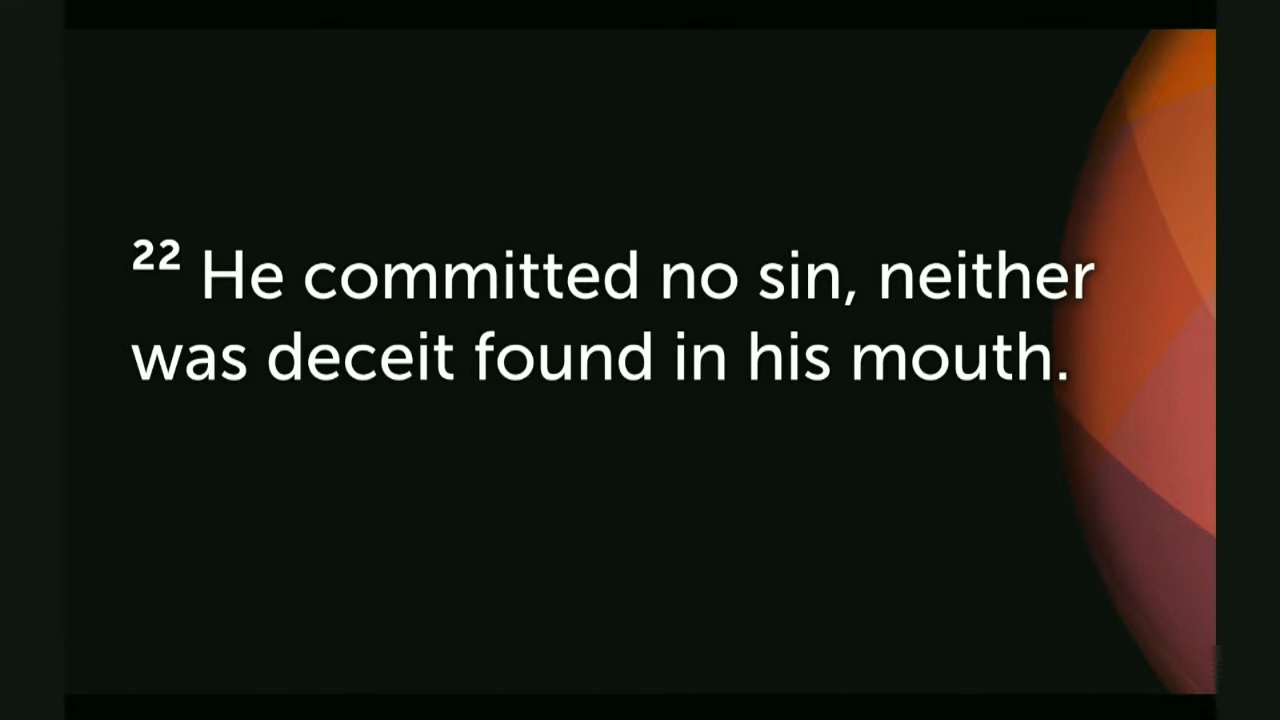 22 He committed no sin, neither
was deceit found in his mouth.